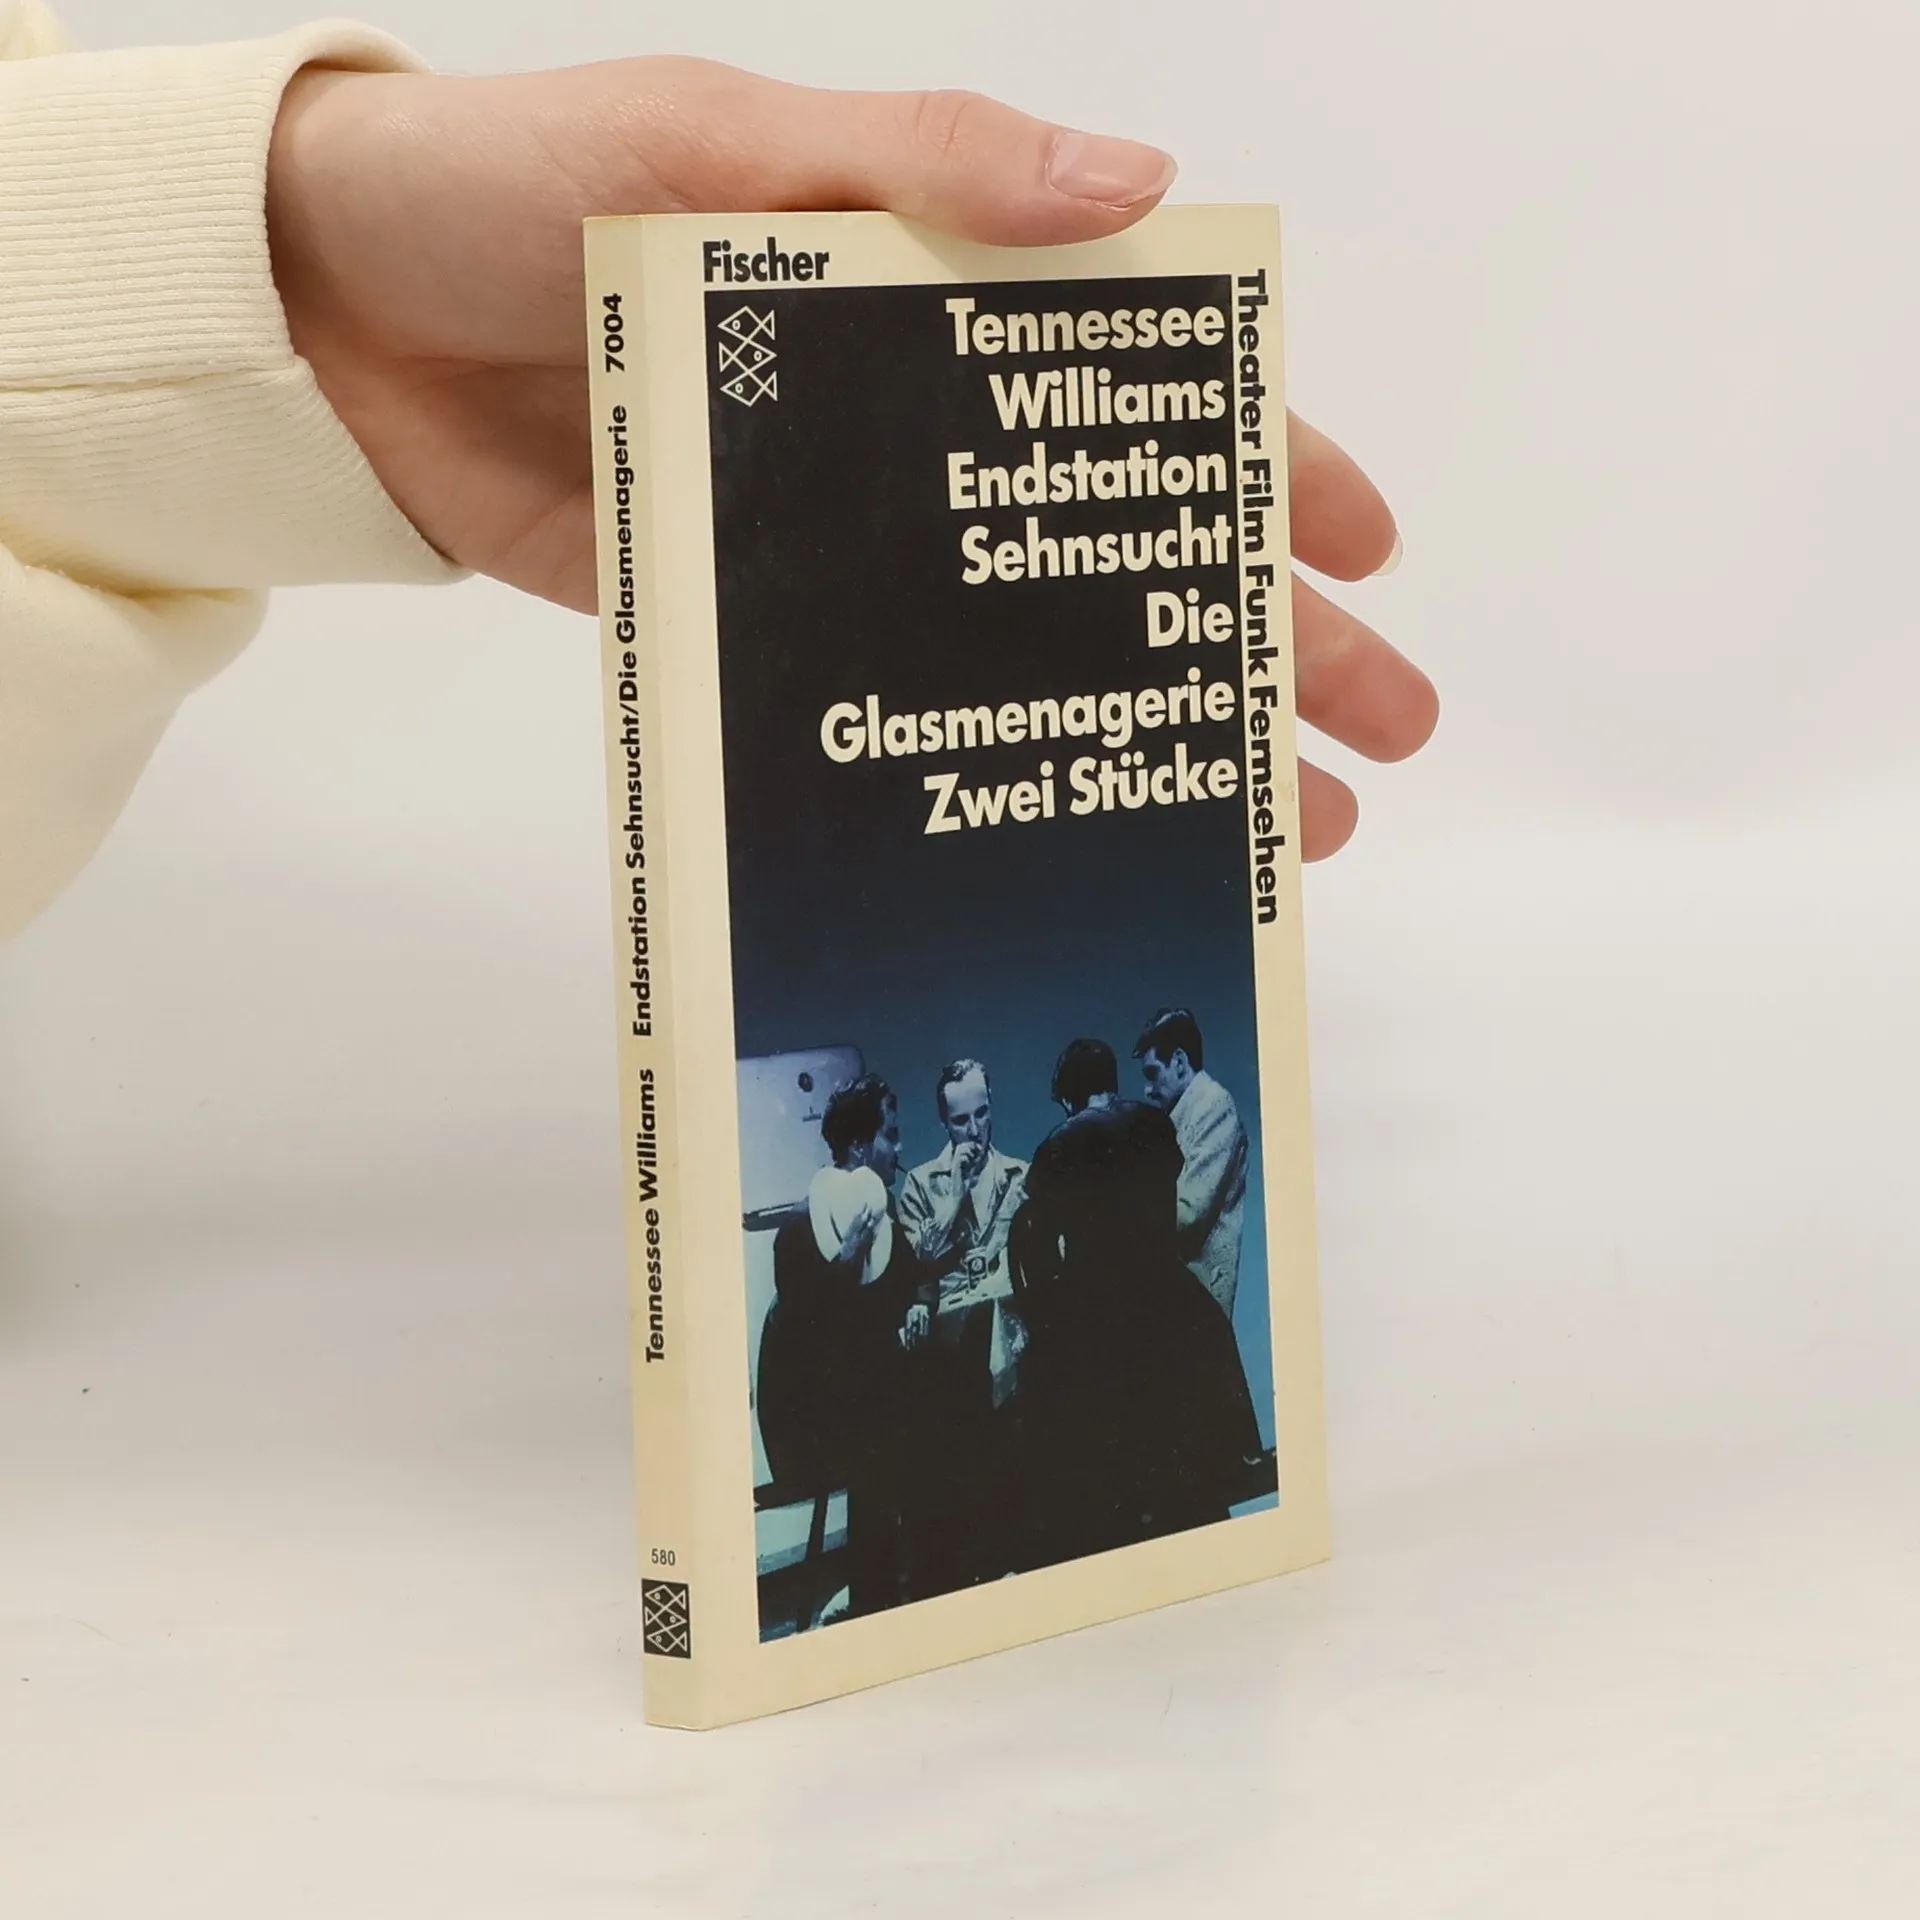 Fischer
Tennessee
Williams
Endstation
Sehnsucht
Die
Glasmenagerie
Zwei Stücke
Theater Film Funk Fernsehen
Tennessee Williams Endstation Sehnsucht/Die Glasmenagerie 7004
580